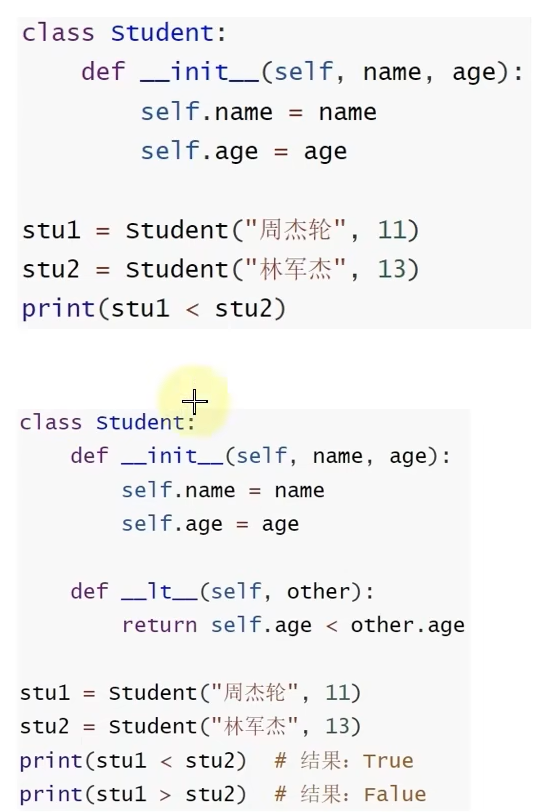 class Student:
    def __init__(self, name, age):
        self.name = name
        self.age = age
stu1 = Student("周杰轮", 11)
stu2 = Student("林军杰", 13)
print(stu1 < stu2)
class Student:
    def __init__(self, name, age):
        self.name = name
        self.age = age
    def __lt__(self, other):
        return self.age < other.age
stu1 = Student("周杰轮", 11)
stu2 = Student("林军杰", 13)
print(stu1 < stu2)  # 结果：True
print(stu1 > stu2)  # 结果：Falue